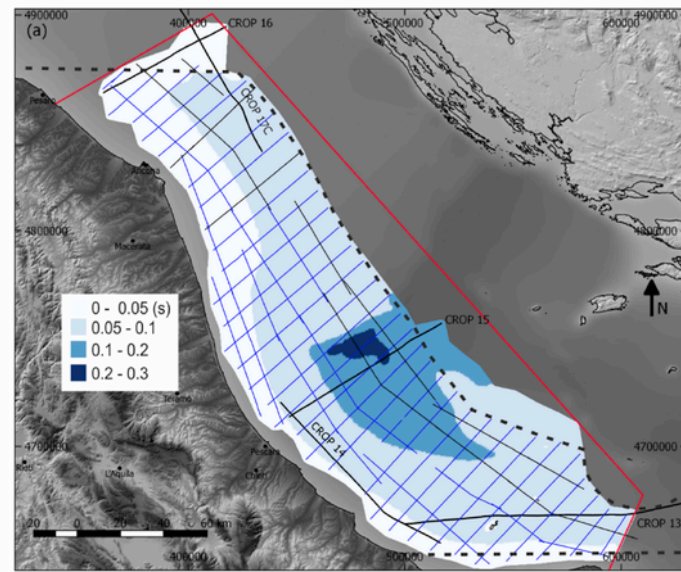 (a)
400000
500000
600000
4900000
4900000
CROP 16
Pesaro
CROP 17C
Ancona
Macerata
4800000
4800000
N
0 - 0.05 (s)
0.05 - 0.1
0.1 - 0.2
0.2 - 0.3
CROP 15
Teramo
CROP 14
4700000
4700000
Pescara
Chieti
L'Aquila
CROP 13
20 0 20 40 60 km
400000
500000
600000